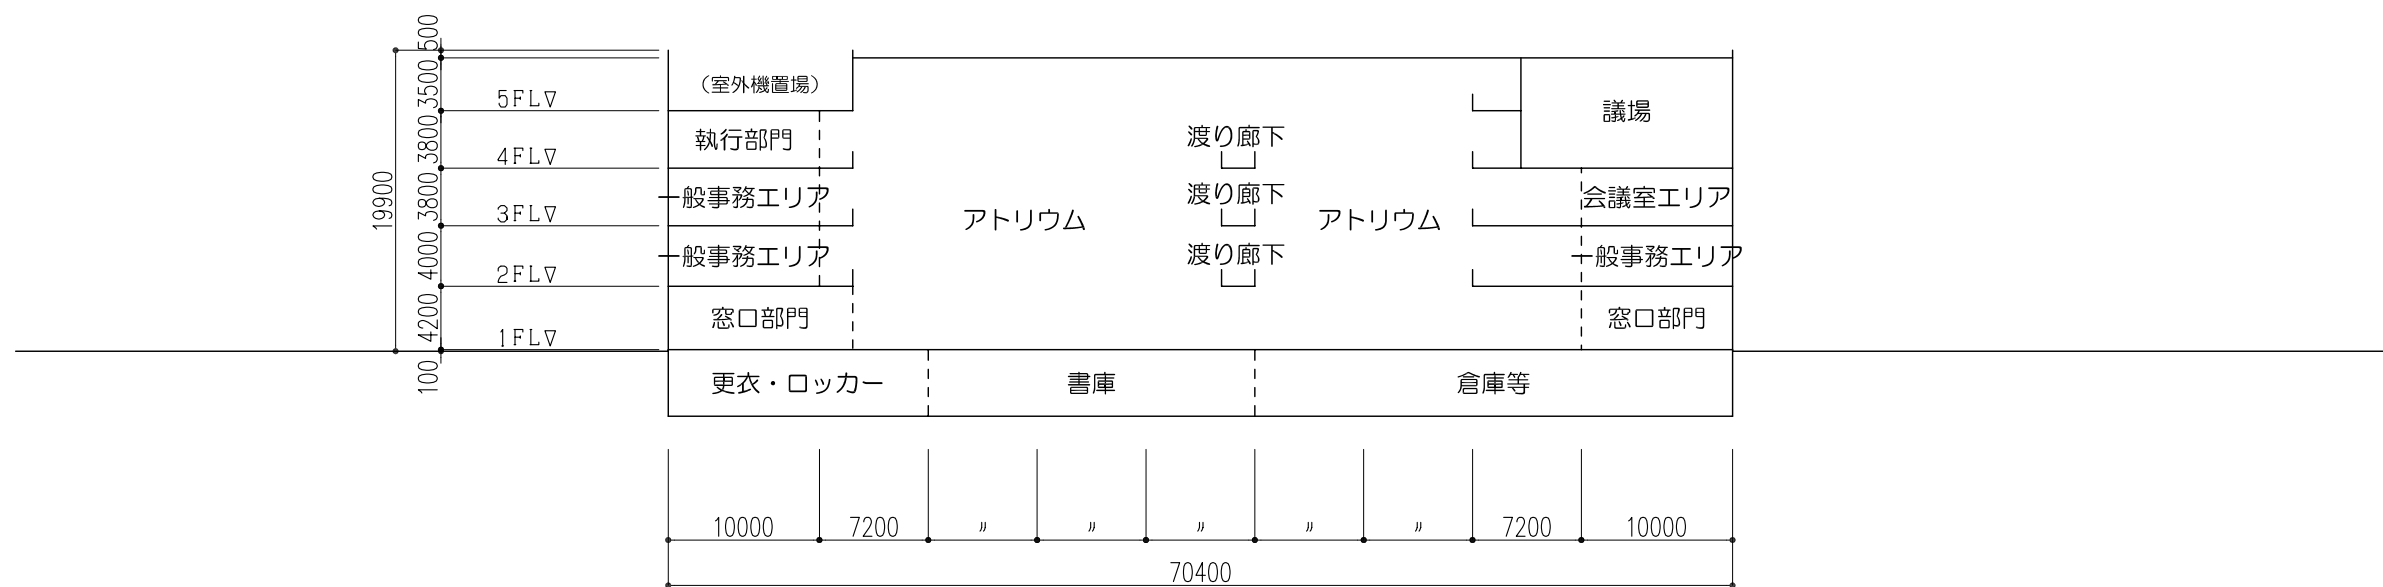 500
3500
3800
3800
4000
4200
100
19900
5FL▽
4FL▽
3FL▽
2FL▽
1FL▽
(室外機置場)
議場
執行部門
渡り廊下
一般事務エリア
渡り廊下
会議室エリア
アトリウム
アトリウム
一般事務エリア
渡り廊下
一般事務エリア
窓口部門
窓口部門
更衣・ロッカー
書庫
倉庫等
10000 7200 〃 〃 〃 〃 〃 7200 10000
70400